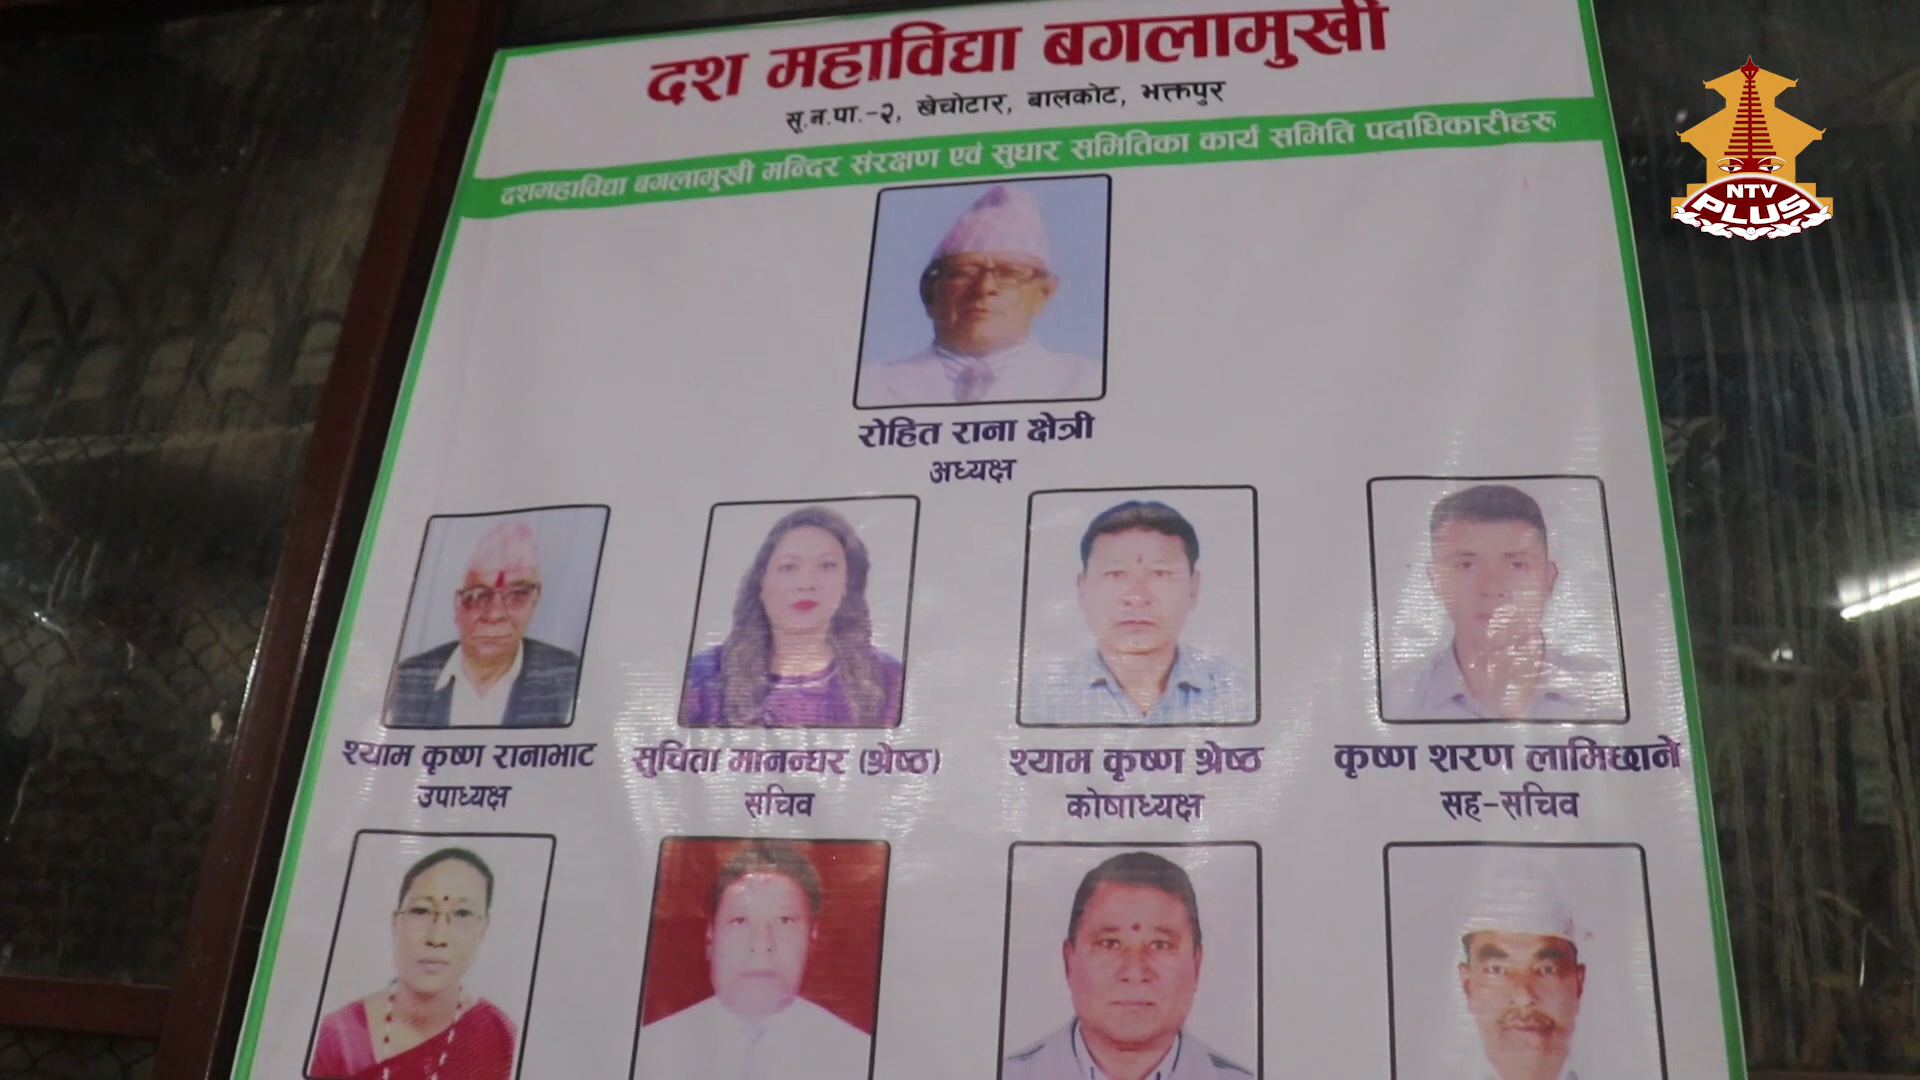 दश महाविद्या बगलामुखी
सू.न.पा.-२, खेचोटार, बालकोट, भक्तपुर
दशमहाविद्या बगलामुखी मन्दिर संरक्षण एवं सुधार समितिका कार्य समिति पदाधिकारीहरू
NTV
PLUS
रोहित राना क्षेत्री
अध्यक्ष
श्याम कृष्ण रानाभाट सुचिता मानन्धर (श्रेष्ठ) श्याम कृष्ण श्रेष्ठ कृष्ण शरण लामिछाने
उपाध्यक्ष सचिव कोषाध्यक्ष सह-सचिव